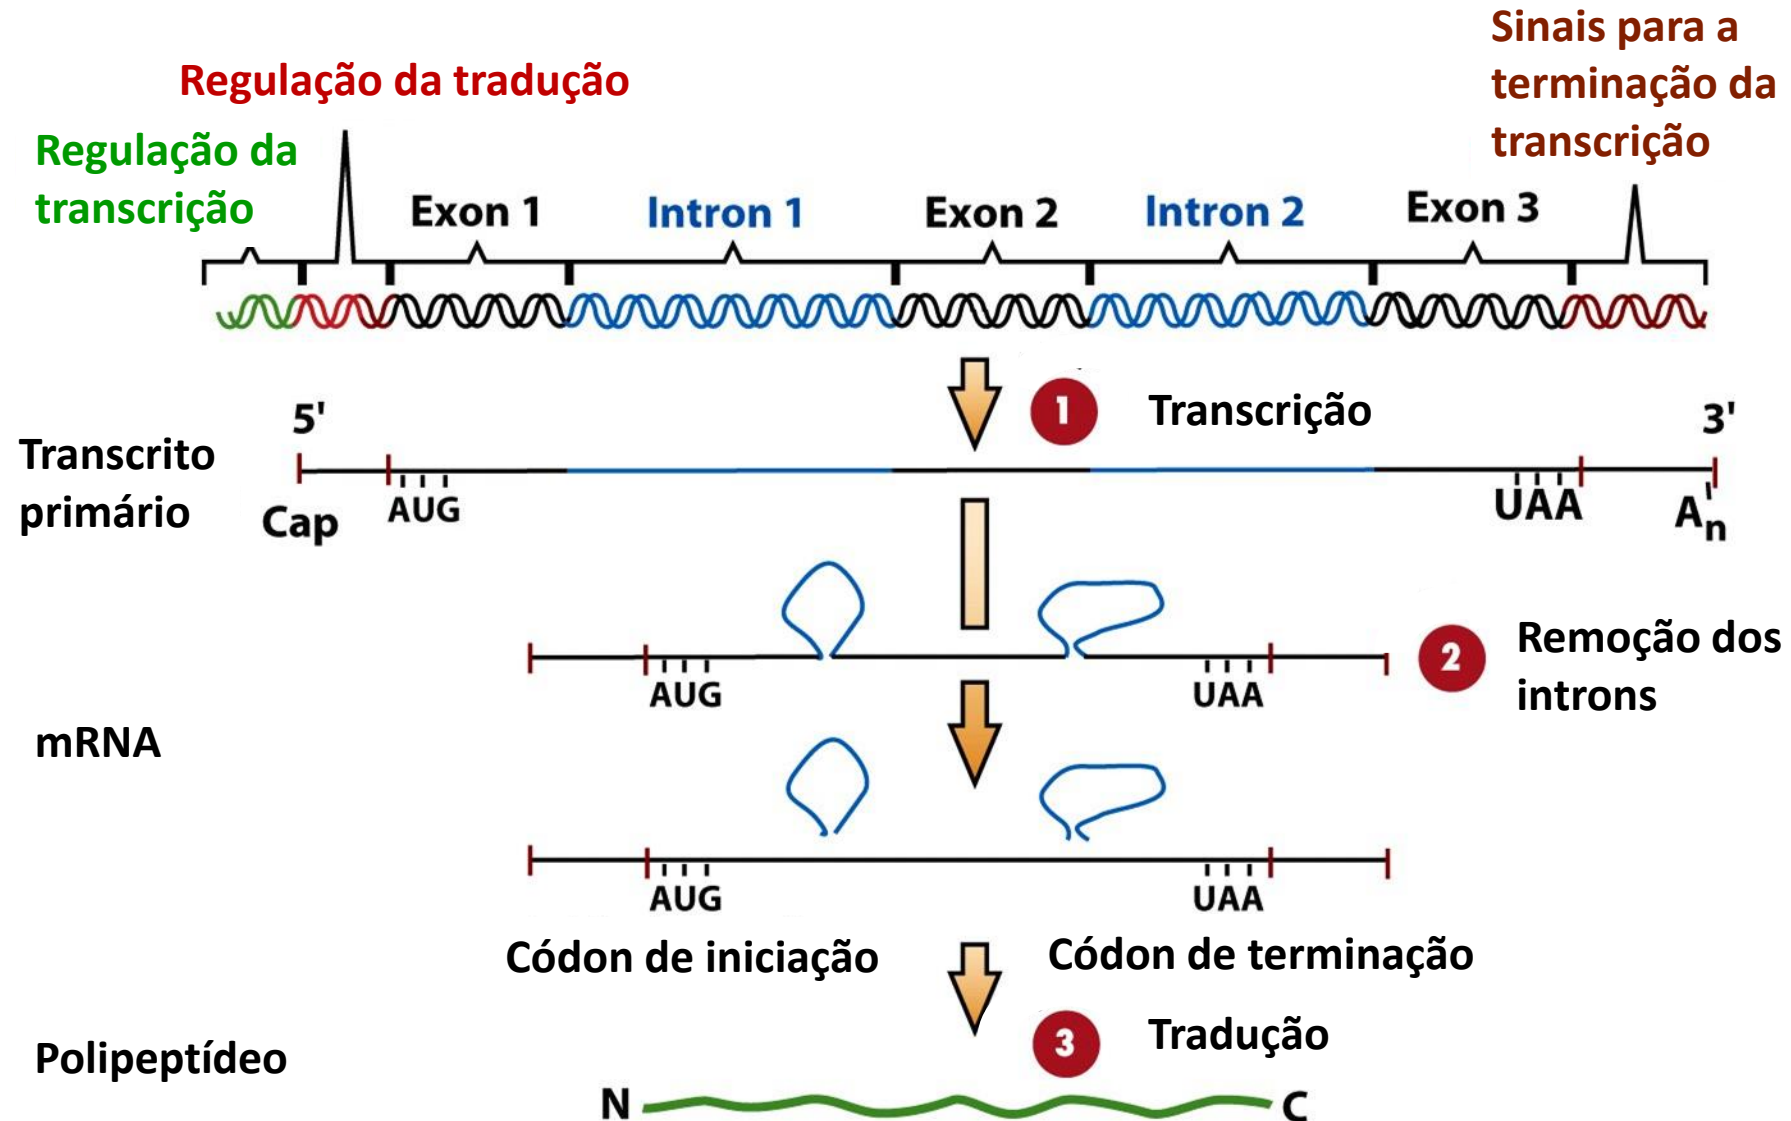 Sinais para a
terminação da
transcrição
Regulação da tradução
Regulação da
transcrição
Exon 1
Intron 1
Exon 2
Intron 2
Exon 3
1
Transcrição
5'
3'
Transcrito
primário
Cap
AUG
UAA
A'n
2
Remoção dos
introns
AUG
UAA
mRNA
AUG
UAA
Códon de iniciação
Códon de terminação
3
Tradução
Polipeptídeo
N
C